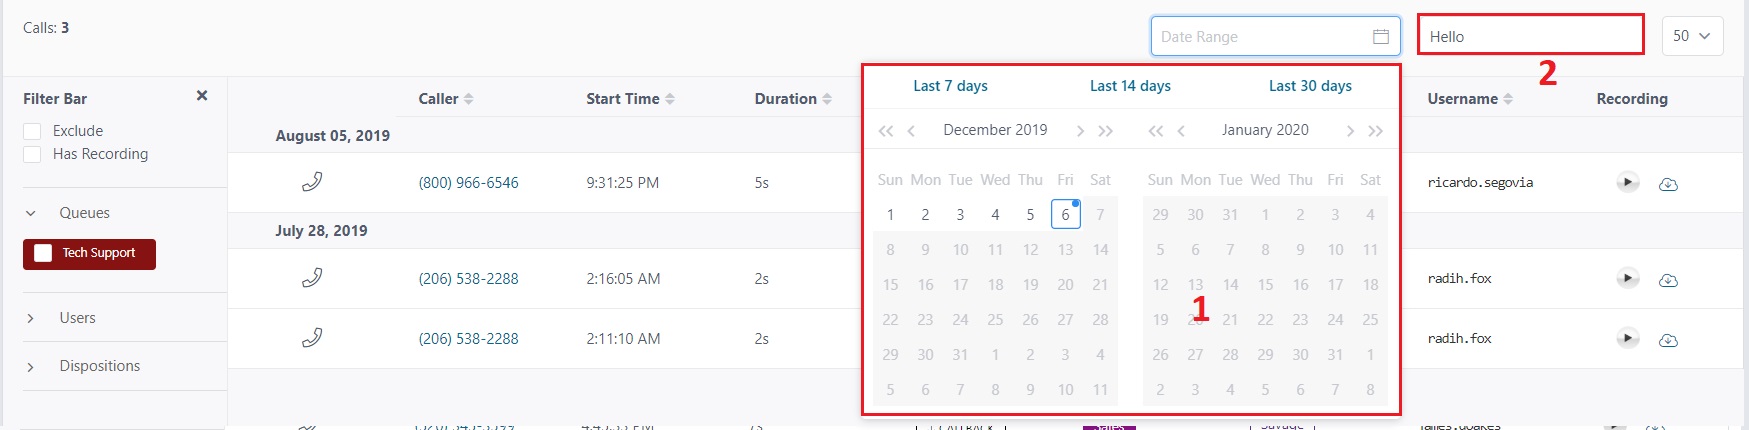 Calls: 3
Date Range
Hello
50
2
Filter Bar
Exclude
Has Recording
Queues
Tech Support
Users
Dispositions
Caller Start Time Duration Username Recording
August 05, 2019
(800) 966-6546 9:31:25 PM 5s ricardo.segovia
July 28, 2019
(206) 538-2288 2:16:05 AM 2s radih.fox
(206) 538-2288 2:11:10 AM 2s radih.fox
Last 7 days Last 14 days Last 30 days
December 2019
Sun Mon Tue Wed Thu Fri Sat
1 2 3 4 5 6 7
8 9 10 11 12 13 14
15 16 17 18 19 20 21
22 23 24 25 26 27 28
29 30 31 1 2 3 4
5 6 7 8 9 10 11
January 2020
Sun Mon Tue Wed Thu Fri Sat
29 30 31 1 2 3 4
5 6 7 8 9 10 11
12 13 14 15 16 17 18
19 20 21 22 23 24 25
26 27 28 29 30 31 1
2 3 4 5 6 7 8
1